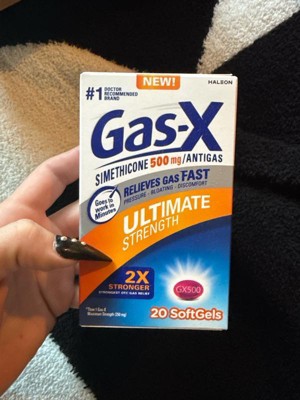 NEW!
HALEON
#1 DOCTOR
RECOMMENDED
BRAND
Gas-X
SIMETHICONE 500 mg/ANTIGAS
Goes to
work in
Minutes
RELIEVES GAS FAST
PRESSURE · BLOATING · DISCOMFORT
ULTIMATE
STRENGTH
2X
STRONGER
GX500
20 SoftGels